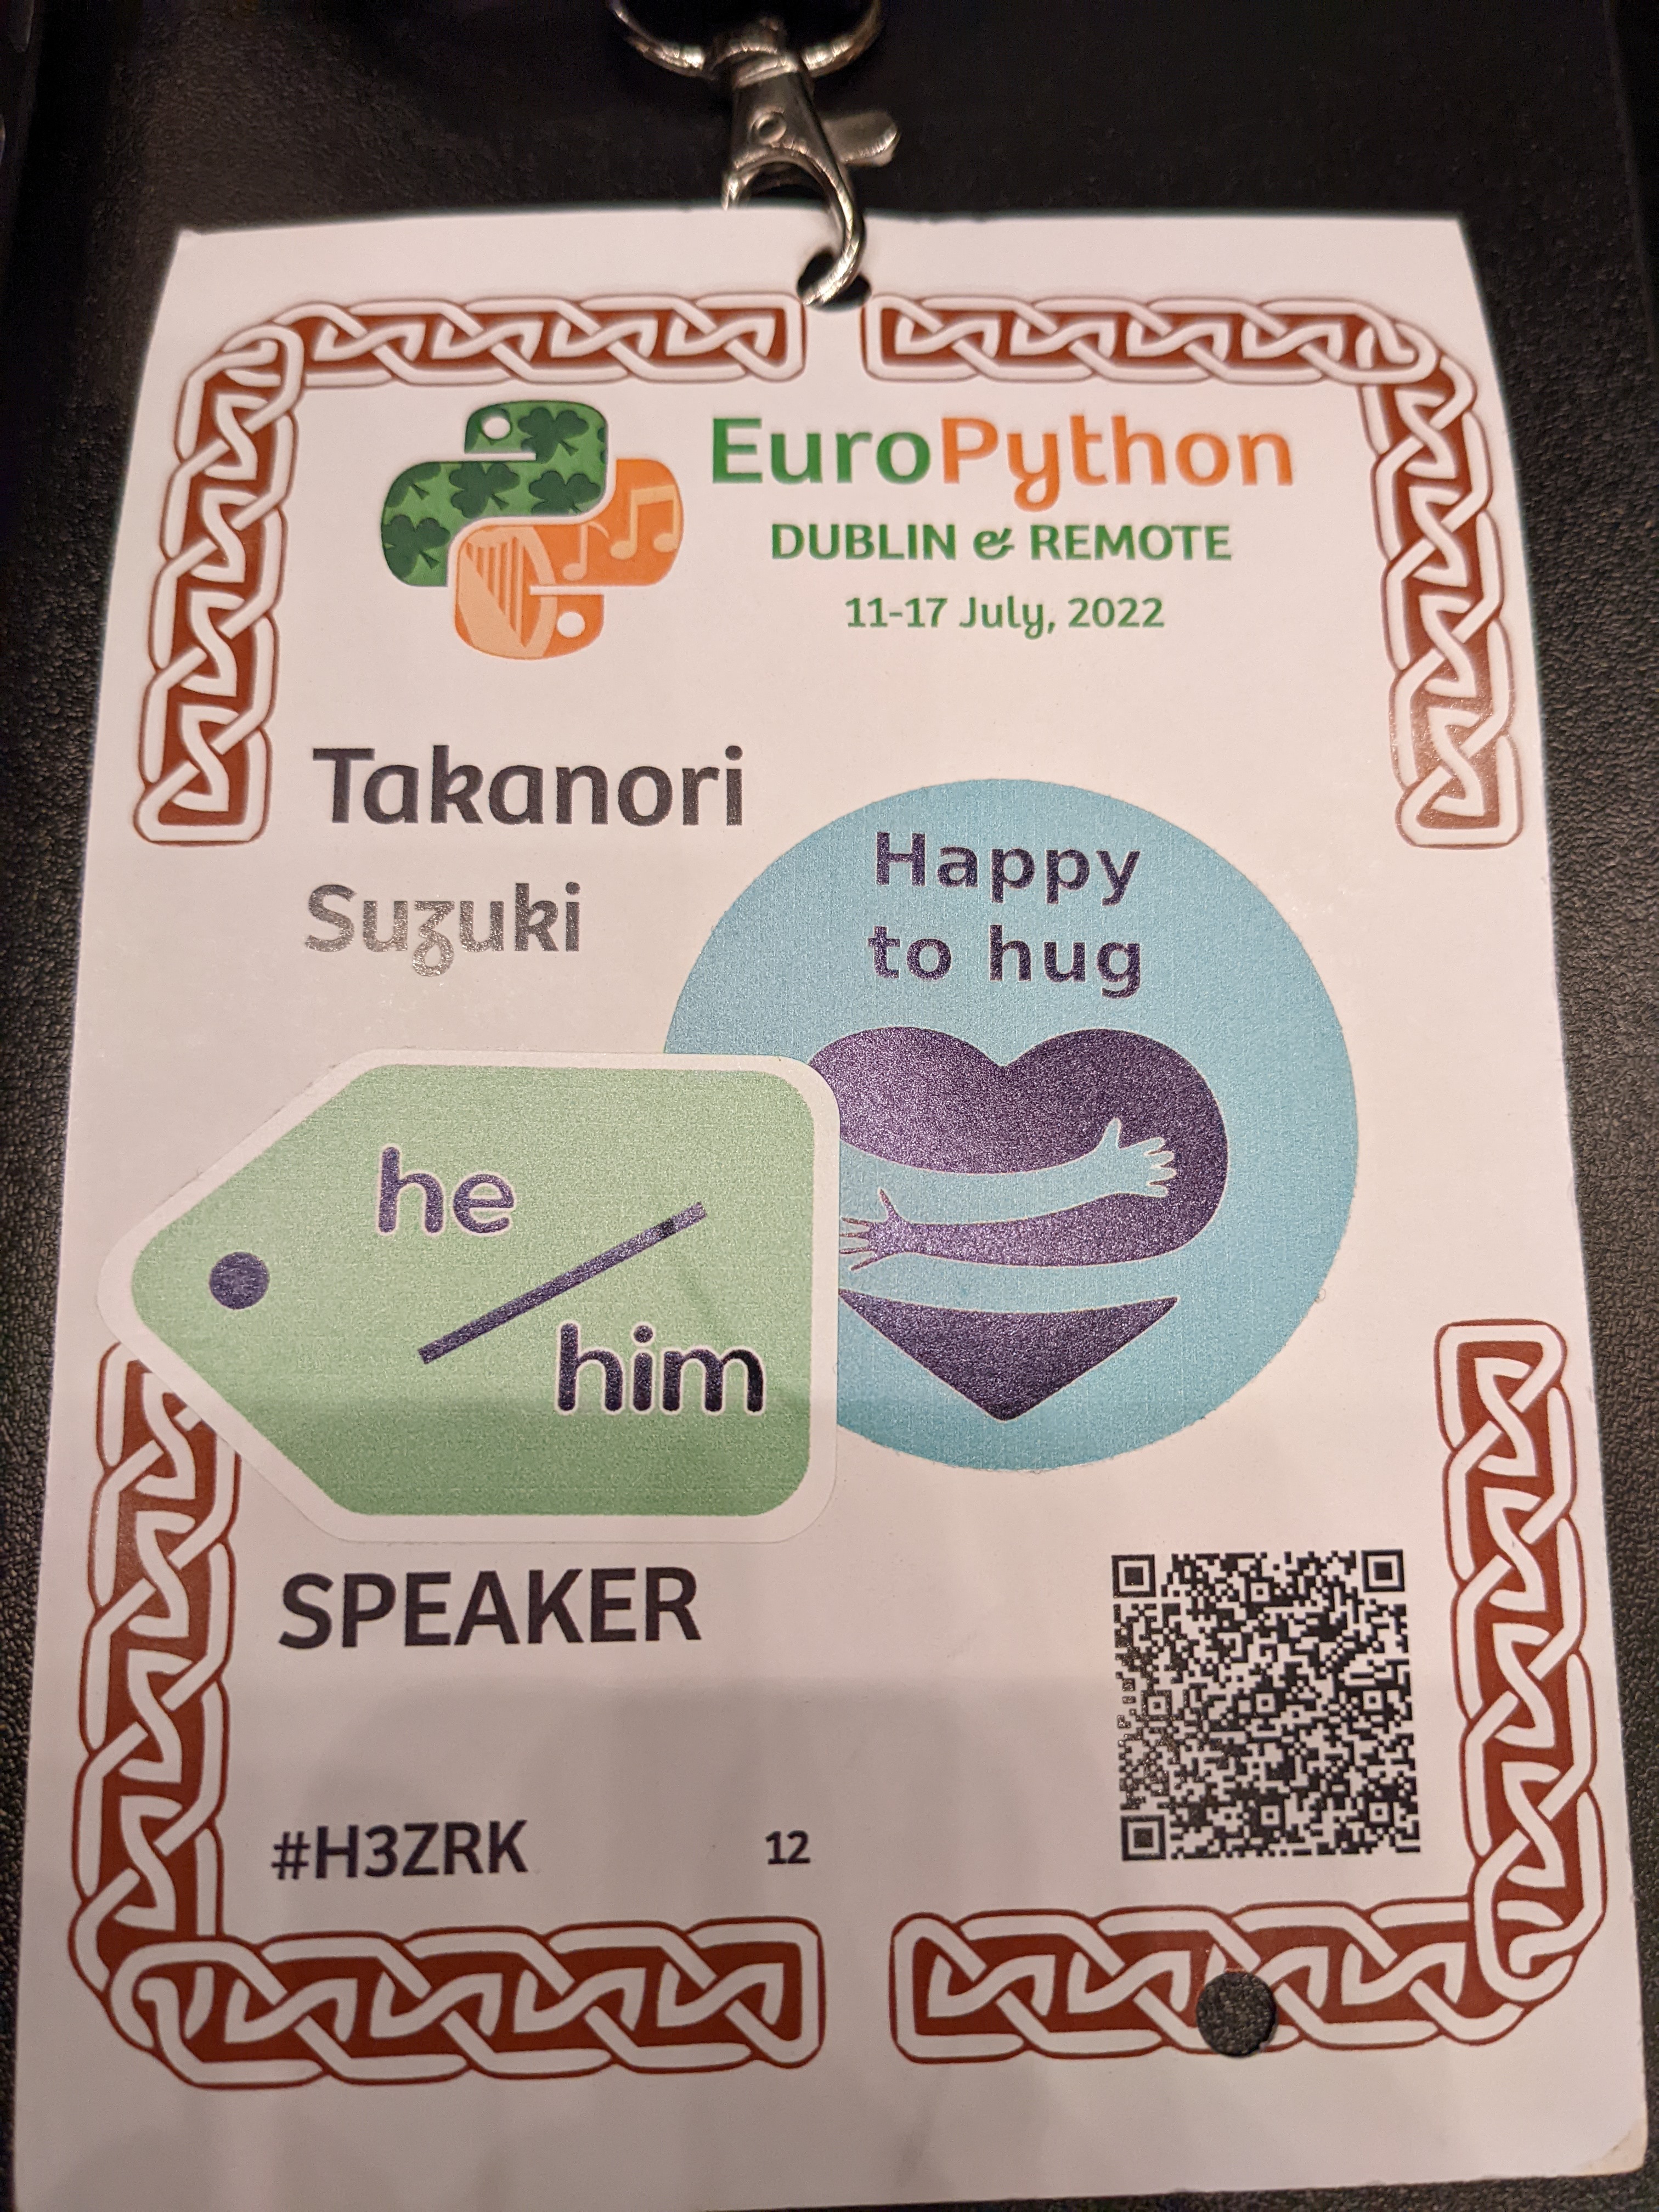 EuroPython
DUBLIN & REMOTE
11-17 July, 2022
Takanori
Suzuki
Happy
to hug
he
/
him
SPEAKER
#H3ZRK
12